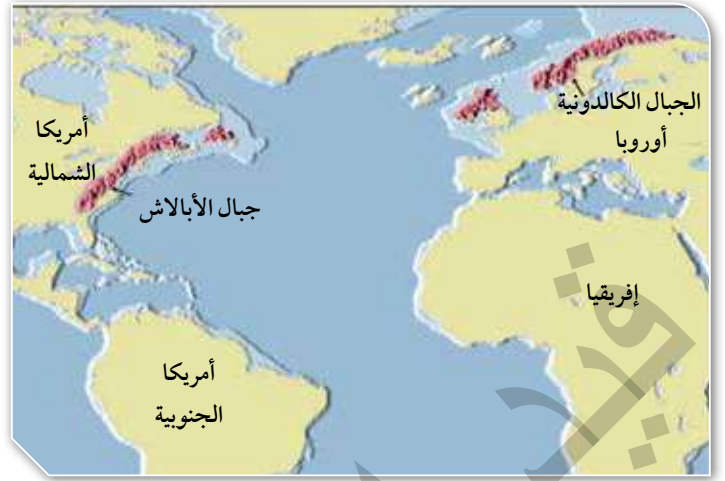 الجبال الكالدونية
أوروبا
أمريكا
الشمالية
جبال الأبالاش
إفريقيا
أمريكا
الجنوبية